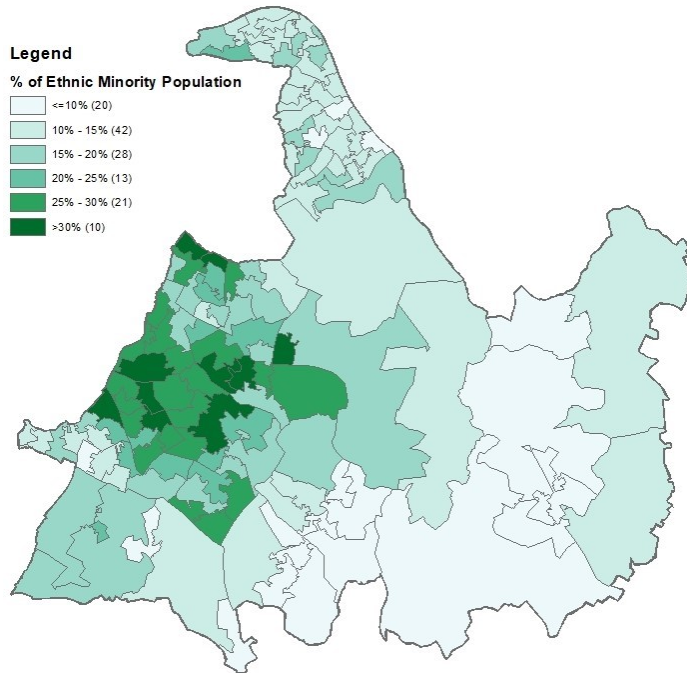 Legend
% of Ethnic Minority Population
<=10% (20)
10% - 15% (42)
15% - 20% (28)
20% - 25% (13)
25% - 30% (21)
>30% (10)